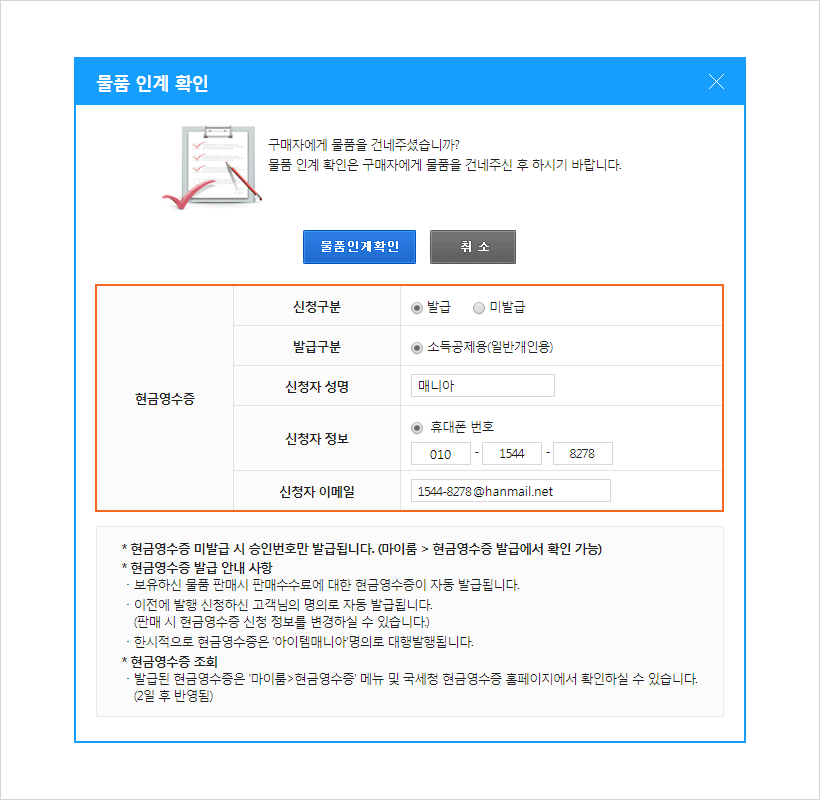 물품 인계 확인
구매자에게 물품을 건네주셨습니까?
물품 인계 확인은 구매자에게 물품을 건네주신 후 하시기 바랍니다.
물품인계확인
취 소
현금영수증
신청구분
발급 미발급
발급구분
소득공제용(일반개인용)
신청자 성명
매니아
신청자 정보
휴대폰 번호
010 - 1544 - 8278
신청자 이메일
1544-8278@hanmail.net
* 현금영수증 미발급 시 승인번호만 발급됩니다. (마이룸 > 현금영수증 발급에서 확인 가능)
* 현금영수증 발급 안내 사항
· 보유하신 물품 판매시 판매수수료에 대한 현금영수증이 자동 발급됩니다.
· 이전에 발행 신청하신 고객님의 명의로 자동 발급됩니다.
(판매 시 현금영수증 신청 정보를 변경하실 수 있습니다.)
· 한시적으로 현금영수증은 '아이템매니아'명의로 대행발행됩니다.
* 현금영수증 조회
· 발급된 현금영수증은 '마이룸>현금영수증' 메뉴 및 국세청 현금영수증 홈페이지에서 확인하실 수 있습니다.
(2일 후 반영됨)